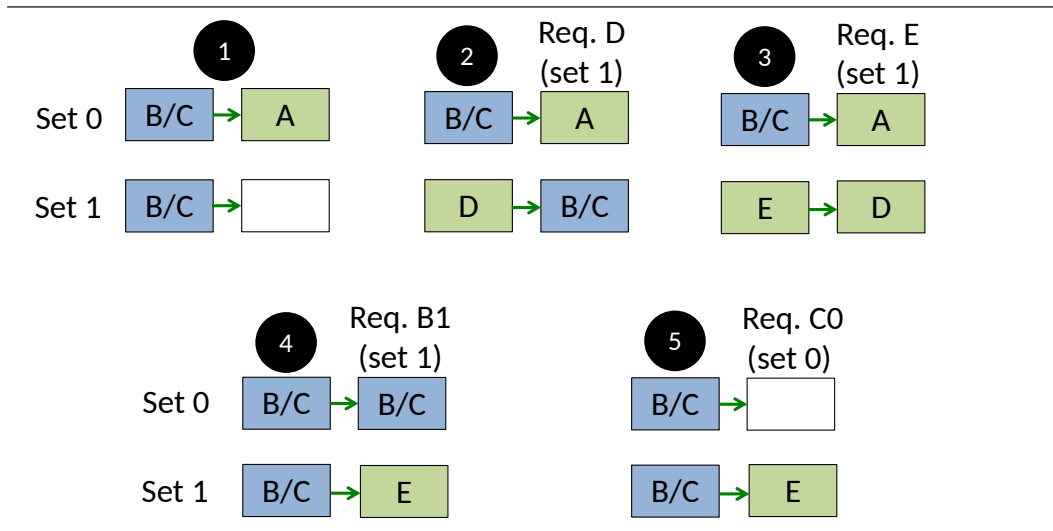 1
2
Req. D
(set 1)
3
Req. E
(set 1)
Set 0
B/C
A
B/C
A
B/C
A
Set 1
B/C
D
B/C
E
D
4
Req. B1
(set 1)
5
Req. C0
(set 0)
Set 0
B/C
B/C
B/C
Set 1
B/C
E
B/C
E